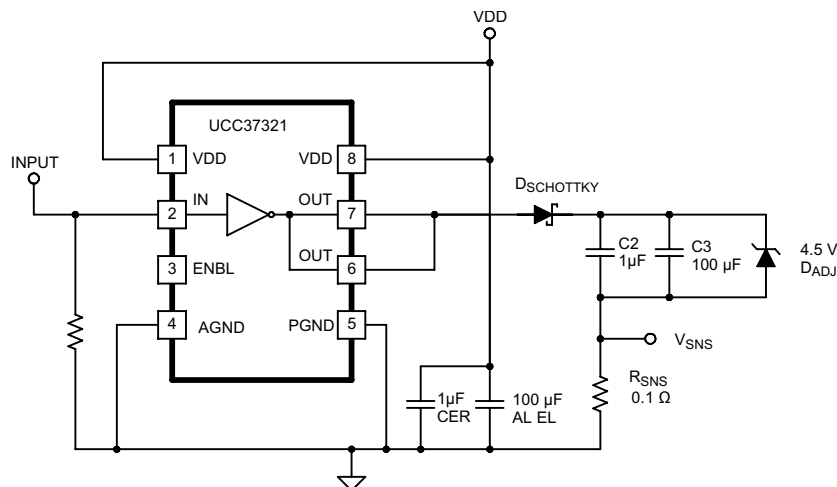 VDD
UCC37321
INPUT
1 VDD VDD 8
2 IN OUT 7
DSCHOTTKY
3 ENBL OUT 6
C2
1µF
C3
100 µF
4.5 V
DADJ
4 AGND PGND 5
VSNS
RSNS
0.1 Ω
1µF
CER
100 µF
AL EL